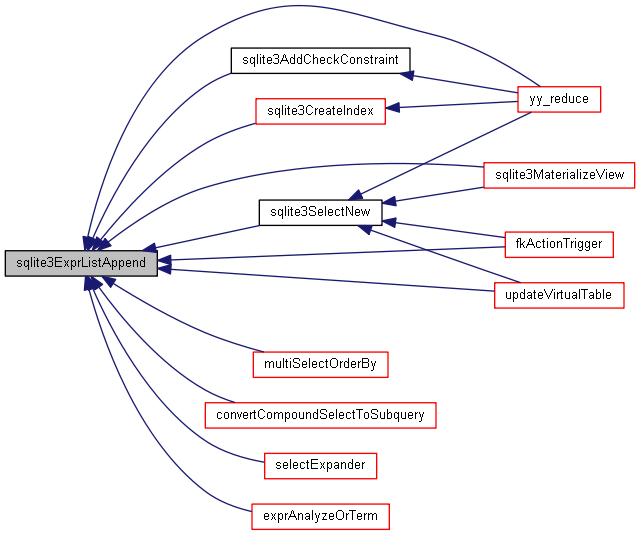 sqlite3AddCheckConstraint
sqlite3CreateIndex
yy_reduce
sqlite3MaterializeView
sqlite3SelectNew
fkActionTrigger
sqlite3ExprListAppend
updateVirtualTable
multiSelectOrderBy
convertCompoundSelectToSubquery
selectExpander
exprAnalyzeOrTerm